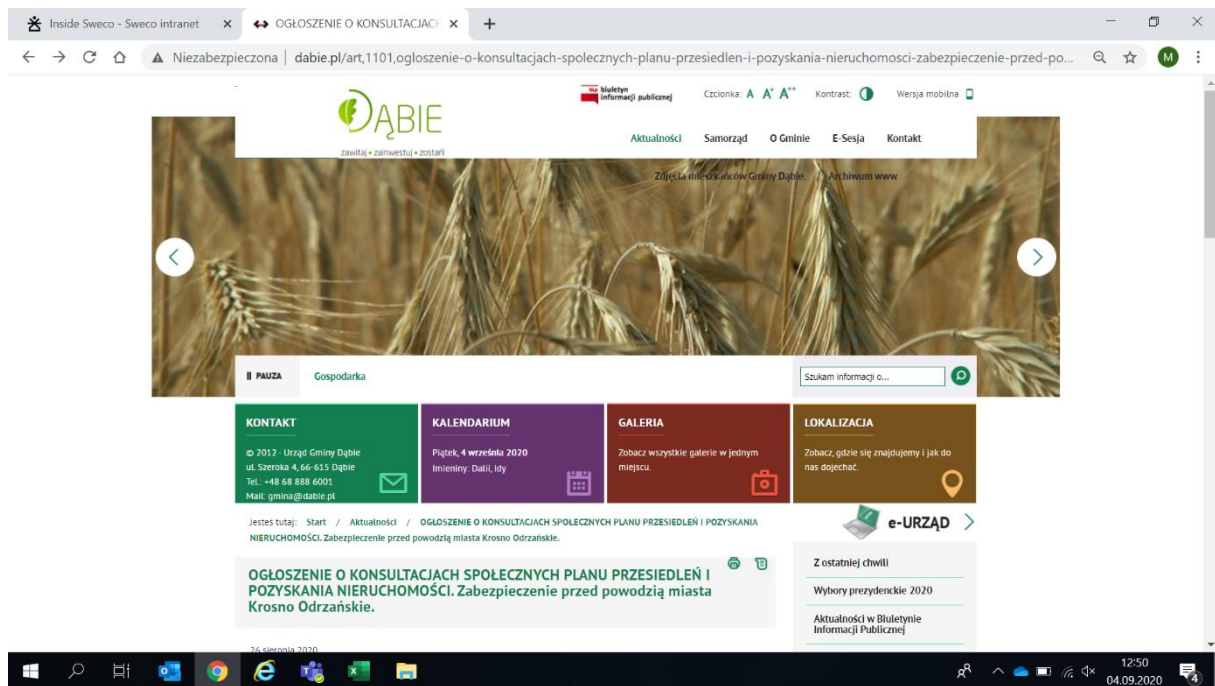 Inside Sweco - Sweco intranet
OGŁOSZENIE O KONSULTACJACH
Niezabezpieczona | dabie.pl/art,1101,ogloszenie-o-konsultacjach-spolecznych-planu-przesiedlen-i-pozyskania-nieruchomosci-zabezpieczenie-przed-po...
M
bip biuletyn
informacji publicznej
Czcionka: A A+ A++ Kontrast: Wersja mobilna
DĄBIE
zawitaj • zainwestuj • zostań!
Aktualności Samorząd O Gminie E-Sesja Kontakt
Zdjęcia mieszkańców Gminy Dąbie. Archiwum www
PAUZA Gospodarka
Szukam informacji o...
KONTAKT
© 2012 - Urząd Gminy Dąbie
ul. Szeroka 4, 66-615 Dąbie
Tel.: +48 68 888 6001
Mail: gmina@dabie.pl
KALENDARIUM
Piątek, 4 września 2020
Imieniny: Dalii, Idy
GALERIA
Zobacz wszystkie galerie w jednym
miejscu.
LOKALIZACJA
Zobacz, gdzie się znajdujemy i jak do
nas dojechać.
Jesteś tutaj: Start / Aktualności / OGŁOSZENIE O KONSULTACJACH SPOŁECZNYCH PLANU PRZESIEDLEŃ I POZYSKANIA
NIERUCHOMOŚCI. Zabezpieczenie przed powodzią miasta Krosno Odrzańskie.
OGŁOSZENIE O KONSULTACJACH SPOŁECZNYCH PLANU PRZESIEDLEŃ I
POZYSKANIA NIERUCHOMOŚCI. Zabezpieczenie przed powodzią miasta
Krosno Odrzańskie.
26 sierpnia 2020
e-URZĄD
Z ostatniej chwili
Wybory prezydenckie 2020
Aktualności w Biuletynie
Informacji Publicznej
12:50
04.09.2020
4